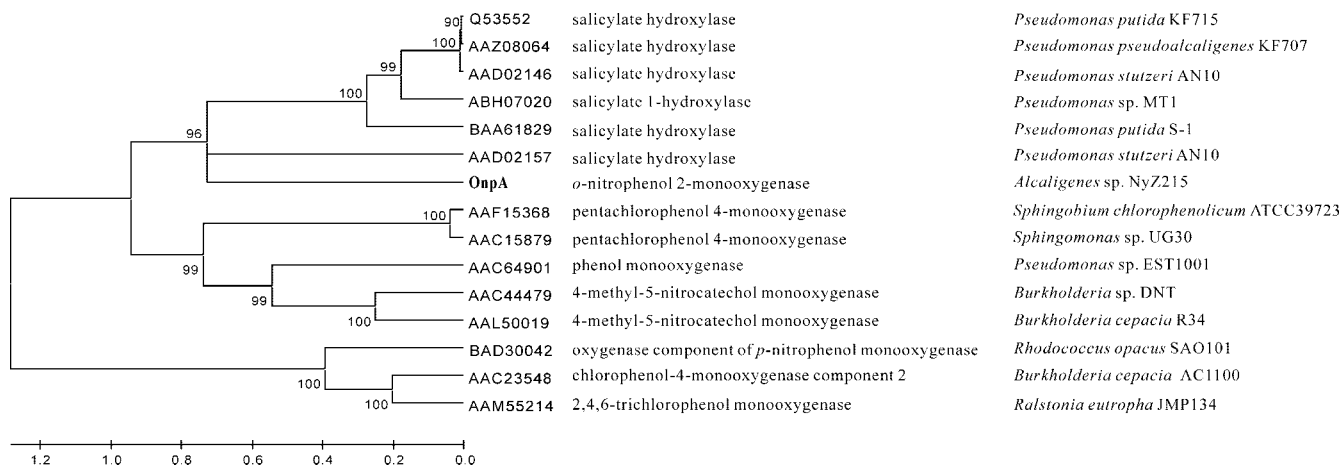 90 Q53552 salicylate hydroxylase Pseudomonas putida KF715
100 AAZ08064 salicylate hydroxylase Pseudomonas pseudoalcaligenes KF707
99 AAD02146 salicylate hydroxylase Pseudomonas stutzeri AN10
100 ABH07020 salicylate 1-hydroxylase Pseudomonas sp. MT1
96 BAA61829 salicylate hydroxylase Pseudomonas putida S-1
AAD02157 salicylate hydroxylase Pseudomonas stutzeri AN10
OnpA o-nitrophenol 2-monooxygenase Alcaligenes sp. NyZ215
100 AAF15368 pentachlorophenol 4-monooxygenase Sphingobium chlorophenolicum ATCC39723
AAC15879 pentachlorophenol 4-monooxygenase Sphingomonas sp. UG30
99 AAC64901 phenol monooxygenase Pseudomonas sp. EST1001
99 AAC44479 4-methyl-5-nitrocatechol monooxygenase Burkholderia sp. DNT
100 AAL50019 4-methyl-5-nitrocatechol monooxygenase Burkholderia cepacia R34
BAD30042 oxygenase component of p-nitrophenol monooxygenase Rhodococcus opacus SAO101
100 AAC23548 chlorophenol-4-monooxygenase component 2 Burkholderia cepacia AC1100
100 AAM55214 2,4,6-trichlorophenol monooxygenase Ralstonia eutropha JMP134
1.2 1.0 0.8 0.6 0.4 0.2 0.0